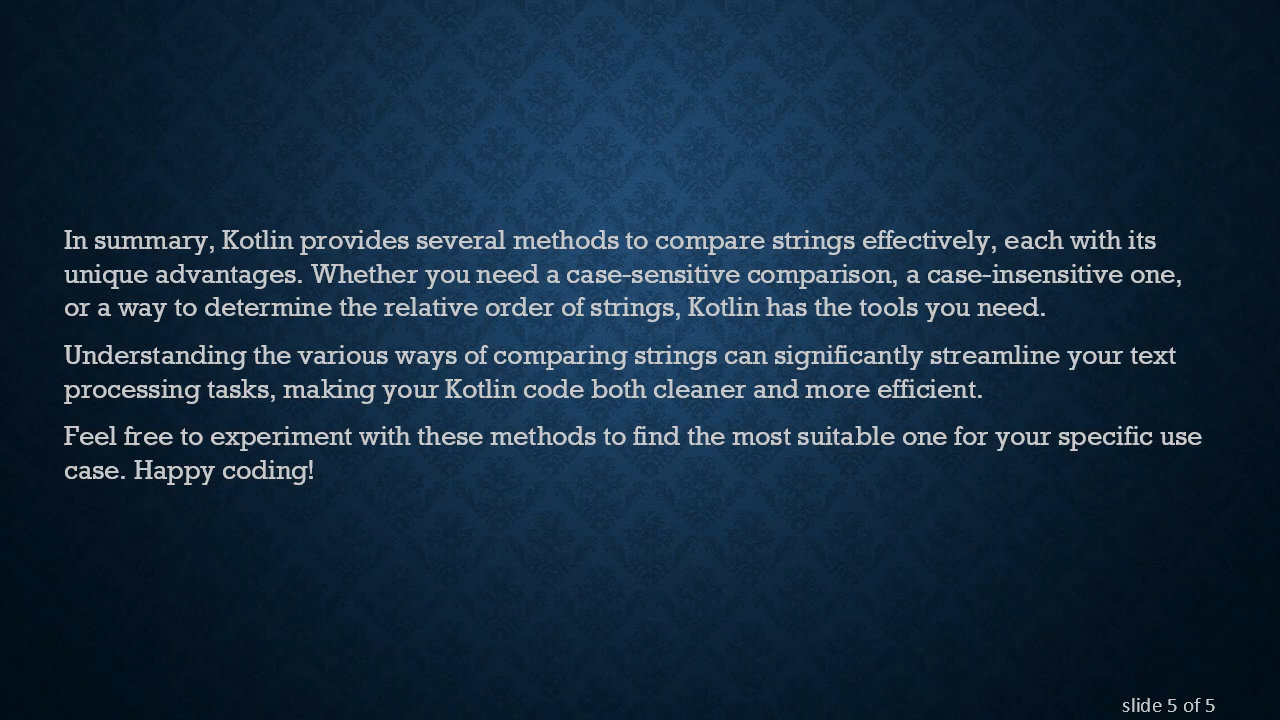 In summary, Kotlin provides several methods to compare strings effectively, each with its
unique advantages. Whether you need a case-sensitive comparison, a case-insensitive one,
or a way to determine the relative order of strings, Kotlin has the tools you need.
Understanding the various ways of comparing strings can significantly streamline your text
processing tasks, making your Kotlin code both cleaner and more efficient.
Feel free to experiment with these methods to find the most suitable one for your specific use
case. Happy coding!
slide 5 of 5